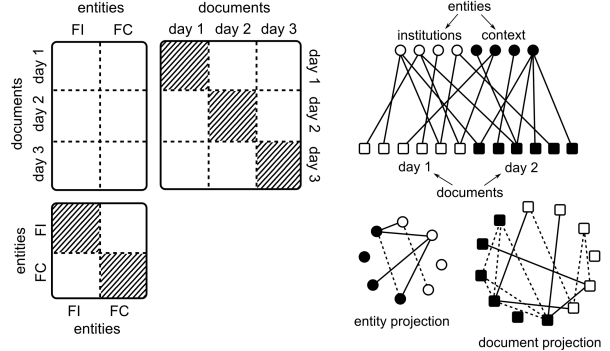 entities
FI FC
documents
day 1 day 2 day 3
documents
day 1
day 2
day 3
day 1
day 2
day 3
entities
FI
FC
FI FC
entities
entities
institutions context
day 1 day 2
documents
entity projection
document projection